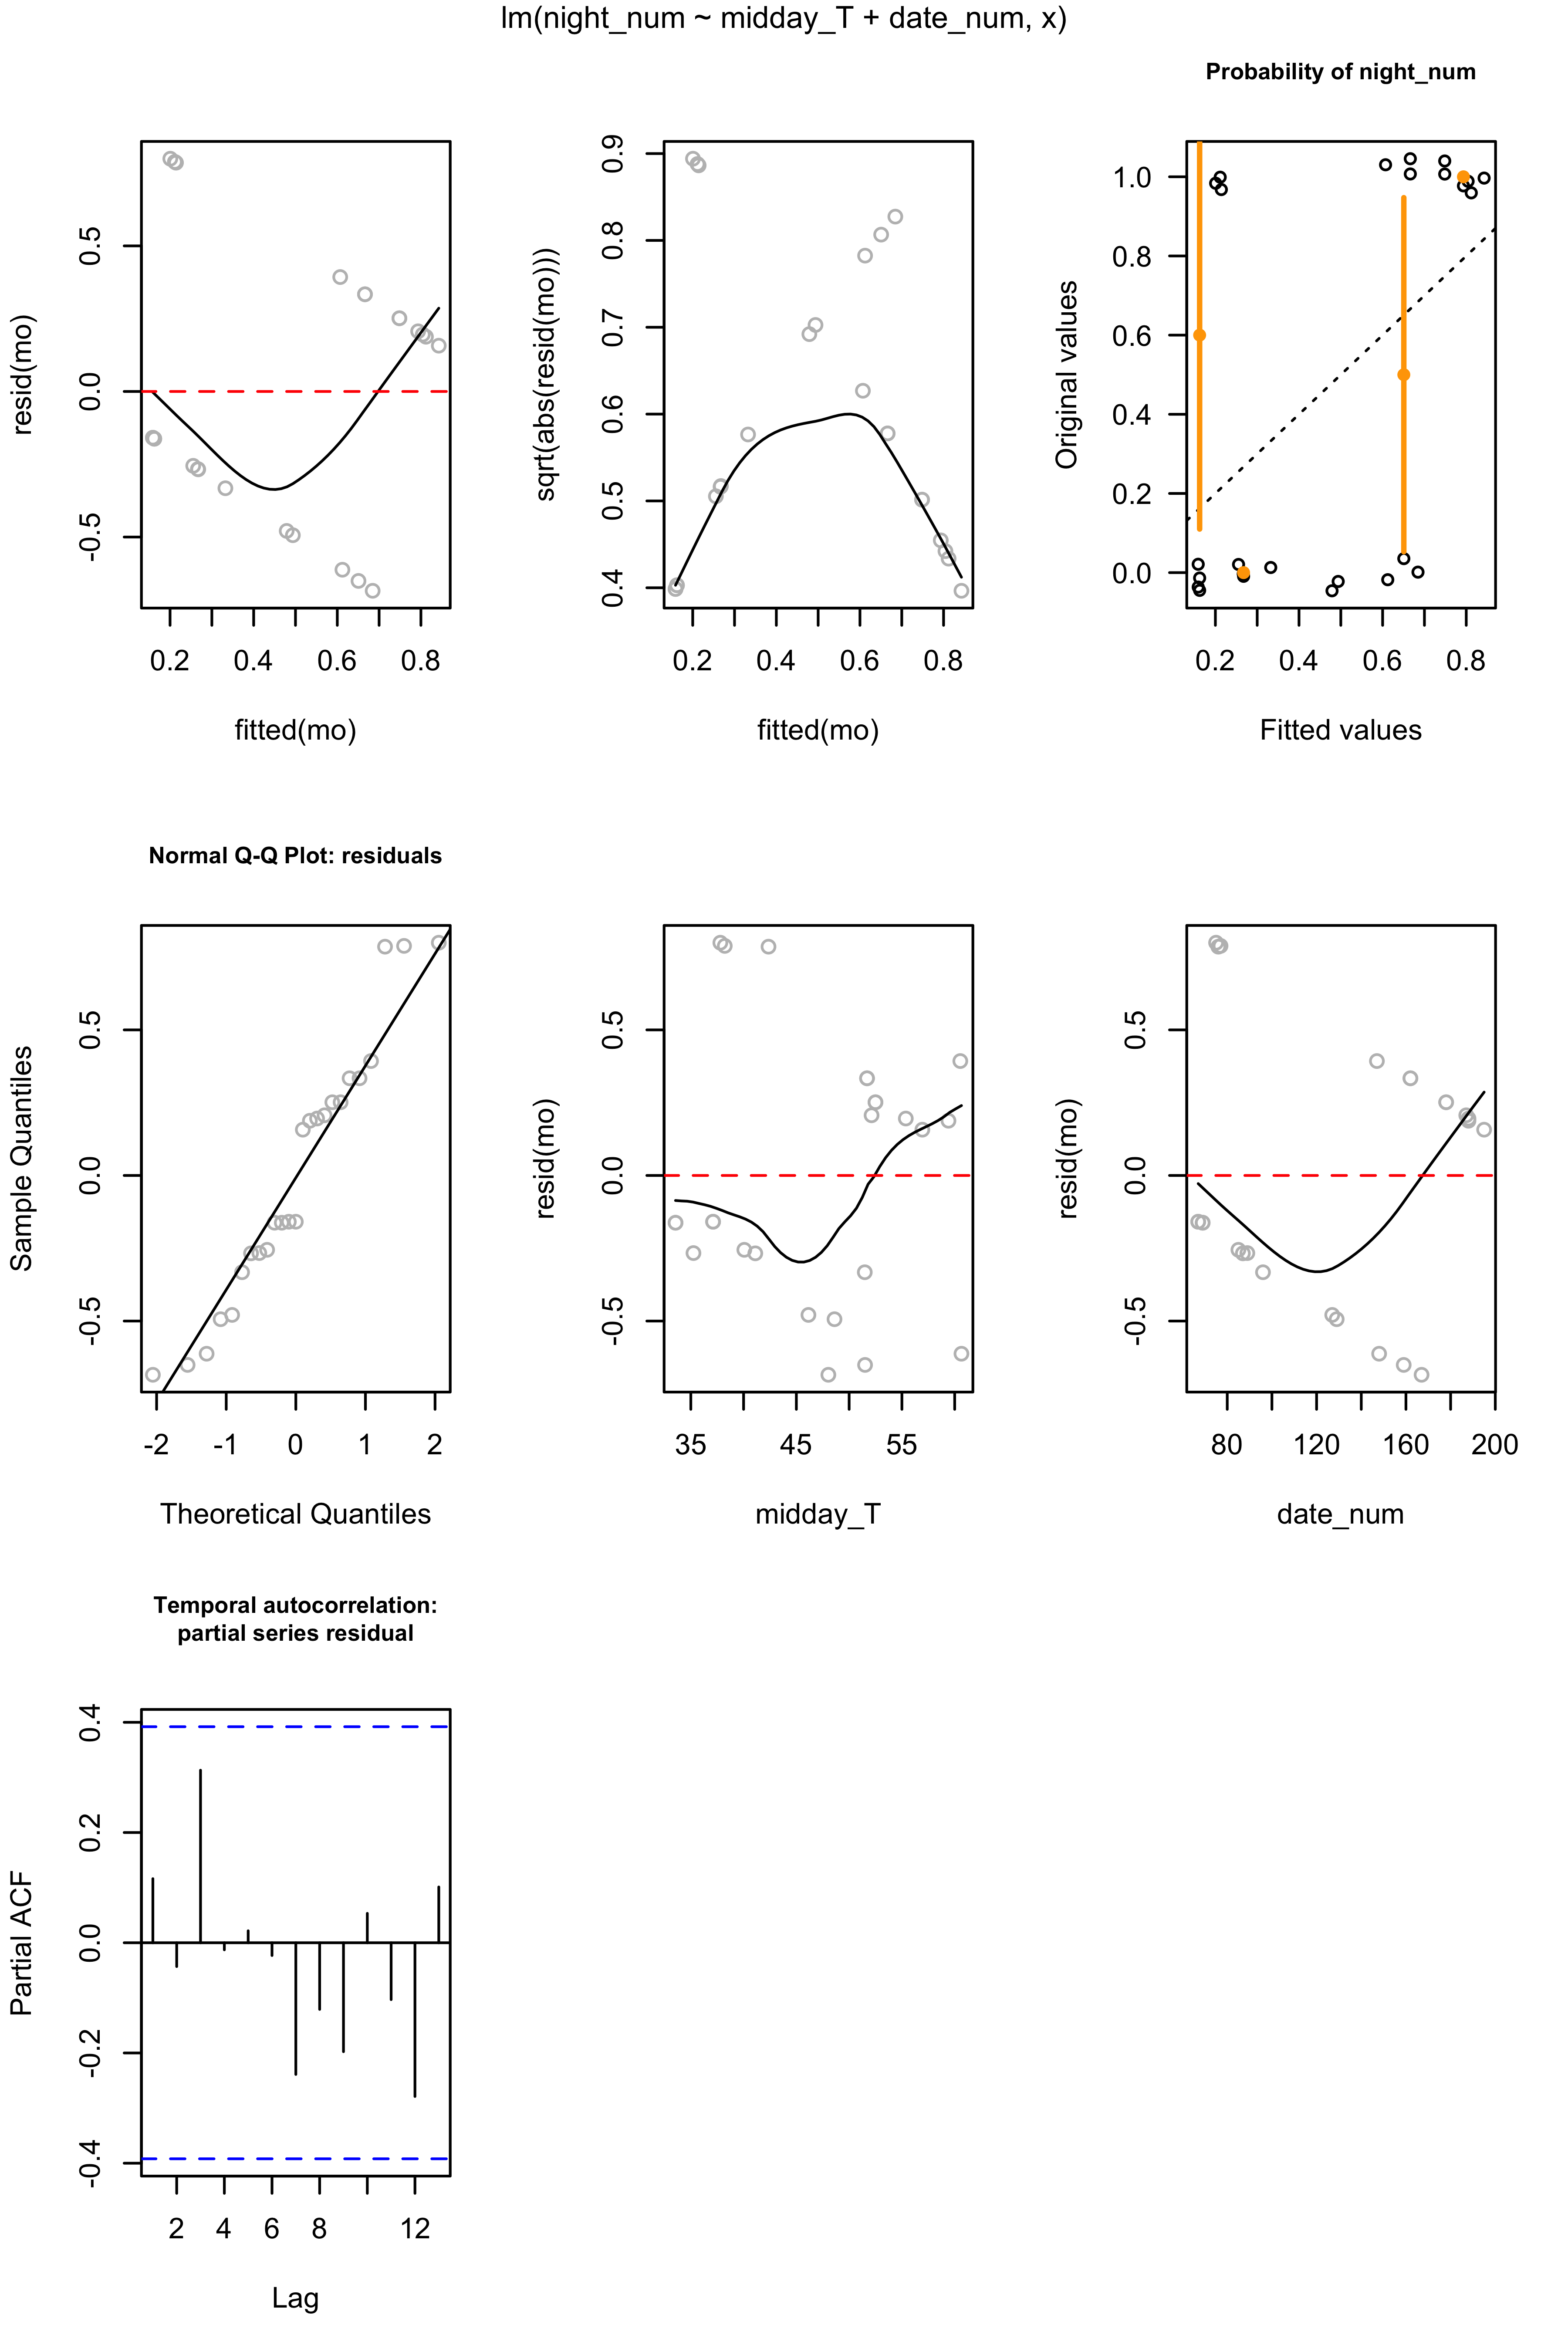 lm(night_num ~ midday_T + date_num, x)
resid(mo)
0.5
0.0
-0.5
0.2 0.4 0.6 0.8
fitted(mo)
sqrt(abs(resid(mo)))
0.9
0.8
0.7
0.6
0.5
0.4
0.2 0.4 0.6 0.8
fitted(mo)
Probability of night_num
Original values
1.0
0.8
0.6
0.4
0.2
0.0
0.2 0.4 0.6 0.8
Fitted values
Normal Q-Q Plot: residuals
Sample Quantiles
0.5
0.0
-0.5
-2 -1 0 1 2
Theoretical Quantiles
resid(mo)
0.5
0.0
-0.5
35 45 55
midday_T
resid(mo)
0.5
0.0
-0.5
80 120 160 200
date_num
Temporal autocorrelation:
partial series residual
Partial ACF
0.4
0.2
0.0
-0.2
-0.4
2 4 6 8 12
Lag